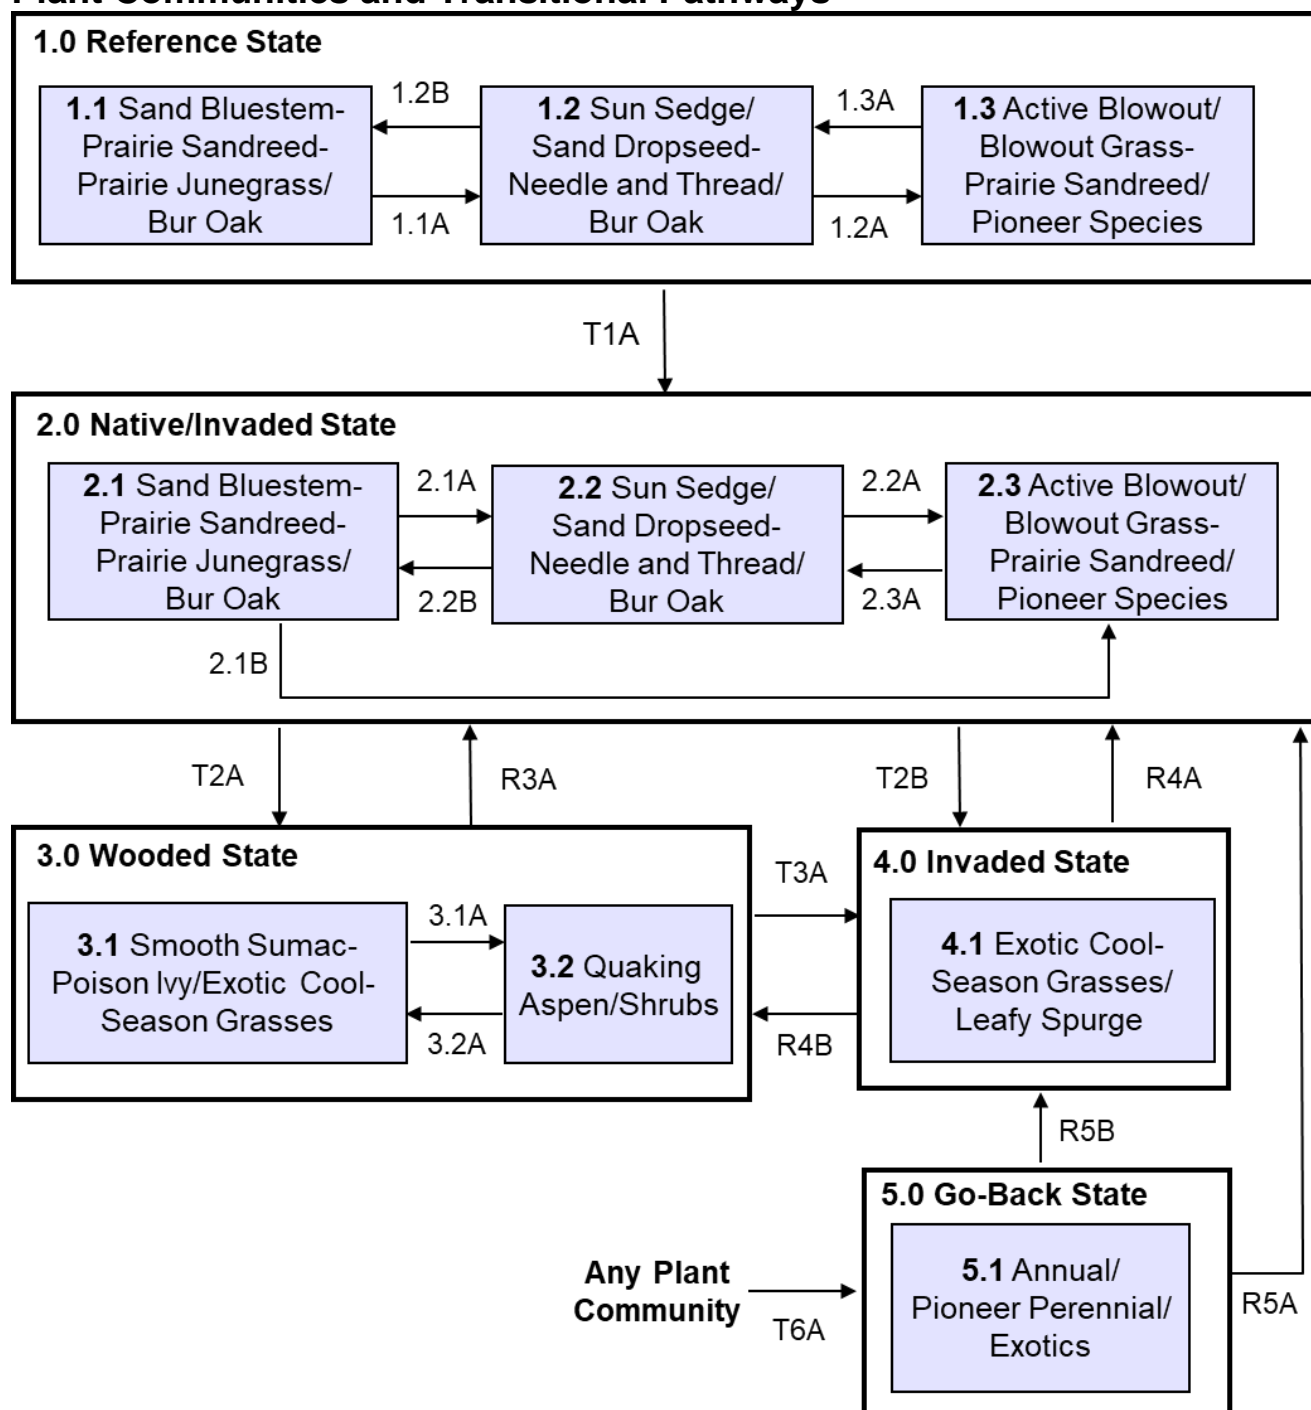 Plant Communities and Transitional Pathways
1.0 Reference State
1.1 Sand Bluestem-
Prairie Sandreed-
Prairie Junegrass/
Bur Oak
1.2B
1.1A
1.2 Sun Sedge/
Sand Dropseed-
Needle and Thread/
Bur Oak
1.3A
1.2A
1.3 Active Blowout/
Blowout Grass-
Prairie Sandreed/
Pioneer Species
T1A
2.0 Native/Invaded State
2.1 Sand Bluestem-
Prairie Sandreed-
Prairie Junegrass/
Bur Oak
2.1A
2.2B
2.2 Sun Sedge/
Sand Dropseed-
Needle and Thread/
Bur Oak
2.2A
2.3A
2.3 Active Blowout/
Blowout Grass-
Prairie Sandreed/
Pioneer Species
2.1B
T2A
R3A
T2B
R4A
3.0 Wooded State
3.1 Smooth Sumac-
Poison Ivy/Exotic Cool-
Season Grasses
3.1A
3.2A
3.2 Quaking
Aspen/Shrubs
T3A
R4B
4.0 Invaded State
4.1 Exotic Cool-
Season Grasses/
Leafy Spurge
R5B
5.0 Go-Back State
5.1 Annual/
Pioneer Perennial/
Exotics
Any Plant
Community
T6A
R5A